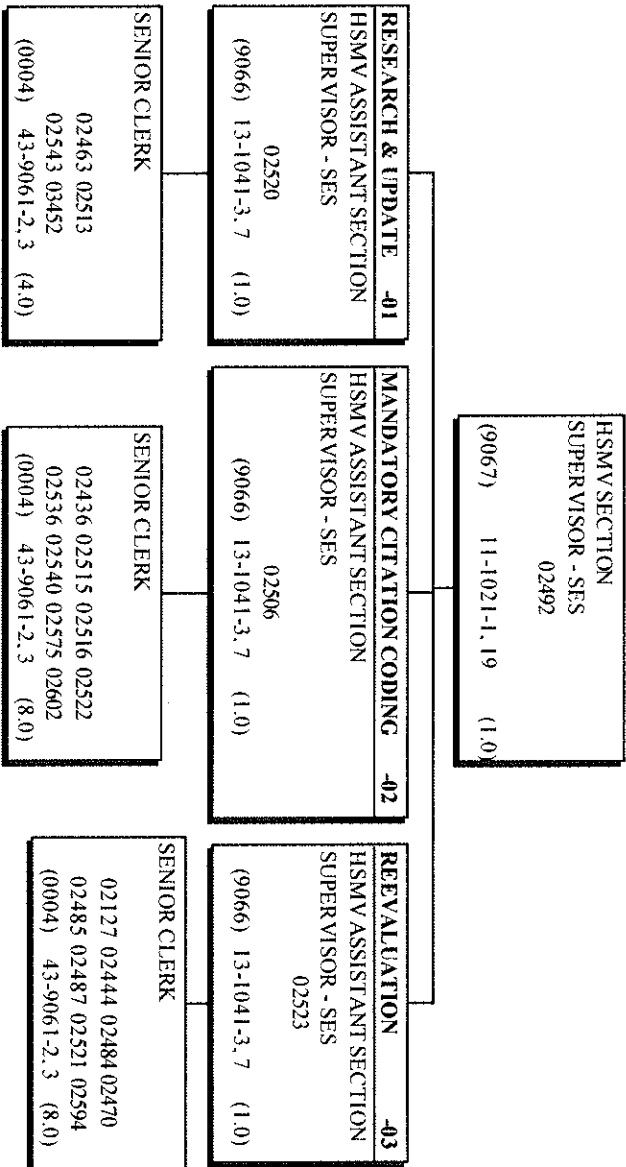 HSMV SECTION
SUPERVISOR - SES
02492
(9067) 11-1021-1, 19 (1.0)
RESEARCH & UPDATE -01
HSMV ASSISTANT SECTION
SUPERVISOR - SES
02520
(9066) 13-1041-3, 7 (1.0)
SENIOR CLERK
02463 02513
02543 03452
(0004) 43-9061-2, 3 (4.0)
MANDATORY CITATION CODING -02
HSMV ASSISTANT SECTION
SUPERVISOR - SES
02506
(9066) 13-1041-3, 7 (1.0)
SENIOR CLERK
02436 02515 02516 02522
02536 02540 02575 02602
(0004) 43-9061-2, 3 (8.0)
REEVALUATION -03
HSMV ASSISTANT SECTION
SUPERVISOR - SES
02523
(9066) 13-1041-3, 7 (1.0)
SENIOR CLERK
02127 02444 02484 02470
02485 02487 02521 02594
(0004) 43-9061-2, 3 (8.0)